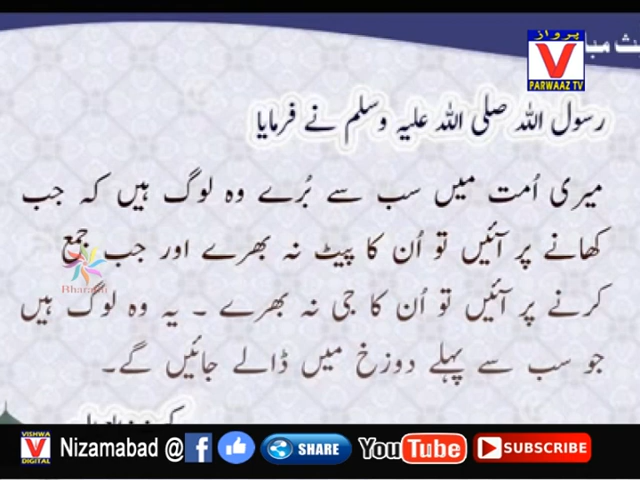 پرواز
V
PARWAAZ TV
رسول اللہ صلی اللہ علیہ وسلم نے فرمایا
میری اُمت میں سب سے بُرے وہ لوگ ہیں کہ جب
کھانے پر آئیں تو اُن کا پیٹ نہ بھرے اور جب جمع
کرنے پر آئیں تو اُن کا جی نہ بھرے ۔ یہ وہ لوگ ہیں
جو سب سے پہلے دوزخ میں ڈالے جائیں گے۔
VISHWA
V
DIGITAL
Nizamabad @ f SHARE YouTube SUBSCRIBE